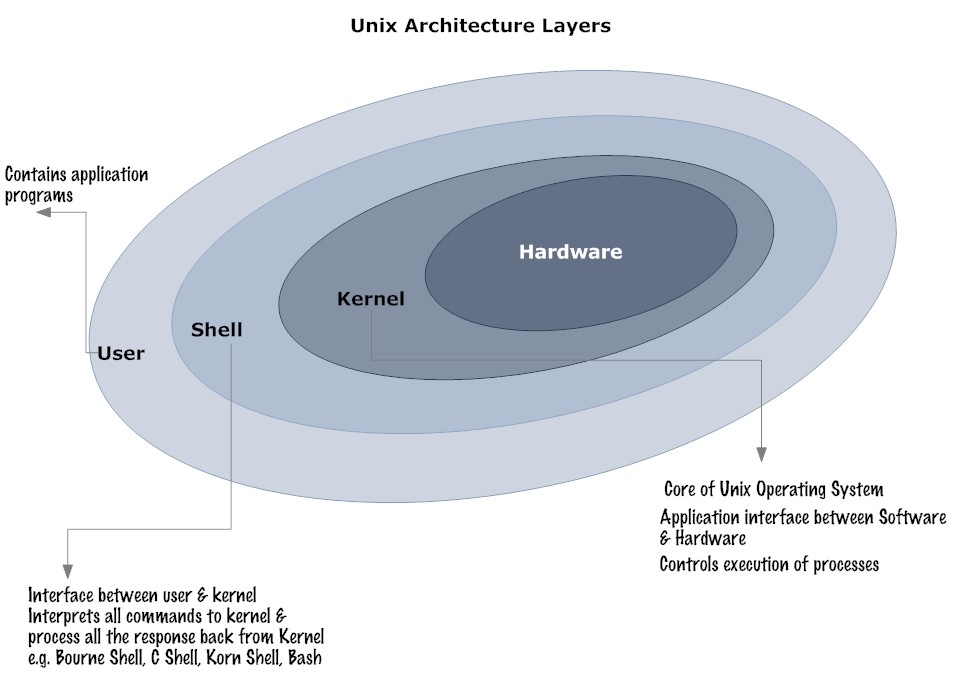 Unix Architecture Layers
Contains application
programs
Hardware
Kernel
Shell
User
Core of Unix Operating System
Application interface between Software
& Hardware
Controls execution of processes
Interface between user & kernel
Interprets all commands to kernel &
process all the response back from Kernel
e.g. Bourne Shell, C Shell, Korn Shell, Bash